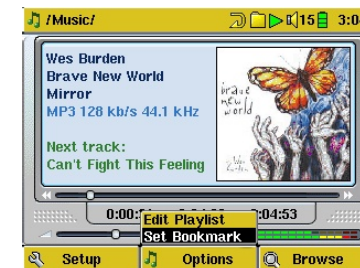 /Music/ 15 3:0
Wes Burden
Brave New World
Mirror
MP3 128 kb/s 44.1 kHz
Next track:
Can't Fight This Feeling
brave
new
world
0:00: :04:53
Edit Playlist
Set Bookmark
Setup Options Browse